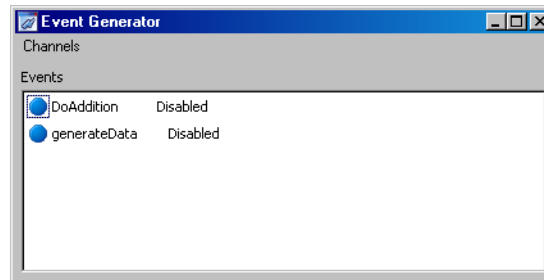 Event Generator
Channels
Events
DoAddition Disabled
generateData Disabled